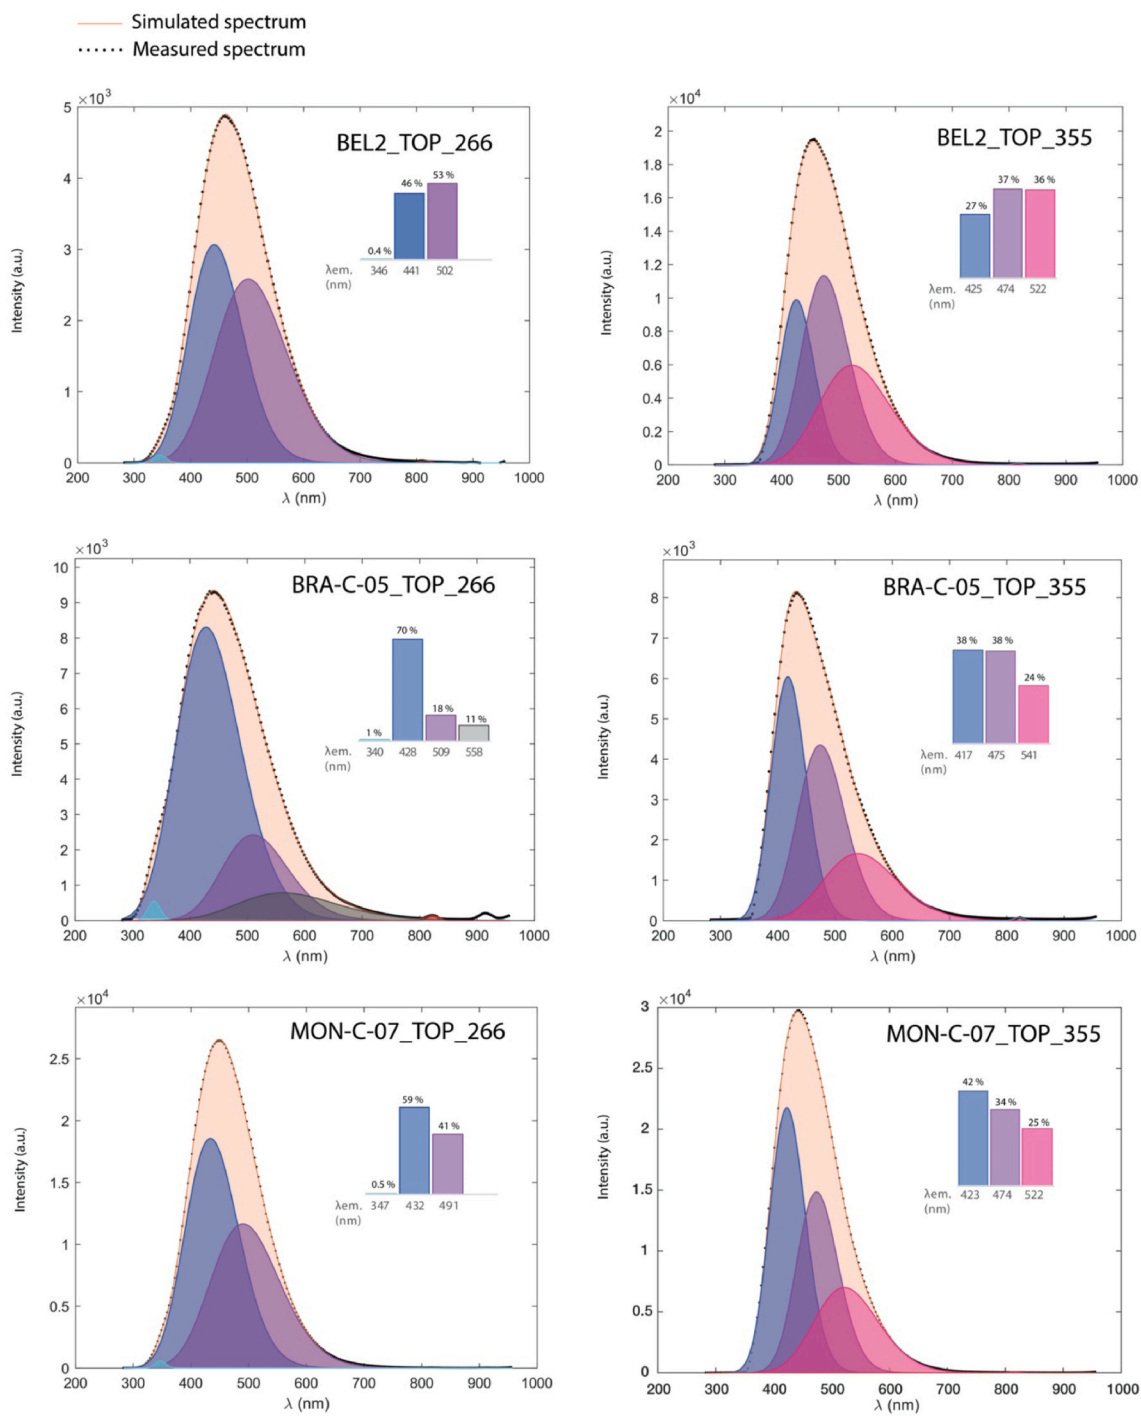 Simulated spectrum
Measured spectrum
×10³
BEL2_TOP_266
5
4
3
2
1
0
Intensity (a.u.)
0.4 %
46 %
53 %
λem. 346 441 502
(nm)
200 300 400 500 600 700 800 900 1000
λ (nm)
×10⁴
BEL2_TOP_355
2
1.8
1.6
1.4
1.2
1
0.8
0.6
0.4
0.2
0
Intensity (a.u.)
27 %
37 %
36 %
λem. 425 474 522
(nm)
200 300 400 500 600 700 800 900 1000
λ (nm)
×10³
BRA-C-05_TOP_266
10
9
8
7
6
5
4
3
2
1
0
Intensity (a.u.)
1 %
70 %
18 %
11 %
λem. 340 428 509 558
(nm)
200 300 400 500 600 700 800 900 1000
λ (nm)
×10³
BRA-C-05_TOP_355
8
7
6
5
4
3
2
1
0
Intensity (a.u.)
38 %
38 %
24 %
λem. 417 475 541
(nm)
200 300 400 500 600 700 800 900 1000
λ (nm)
×10⁴
MON-C-07_TOP_266
2.5
2
1.5
1
0.5
0
Intensity (a.u.)
0.5 %
59 %
41 %
λem. 347 432 491
(nm)
200 300 400 500 600 700 800 900 1000
λ (nm)
×10⁴
MON-C-07_TOP_355
3
2.5
2
1.5
1
0.5
0
Intensity (a.u.)
42 %
34 %
25 %
λem. 423 474 522
(nm)
200 300 400 500 600 700 800 900 1000
λ (nm)